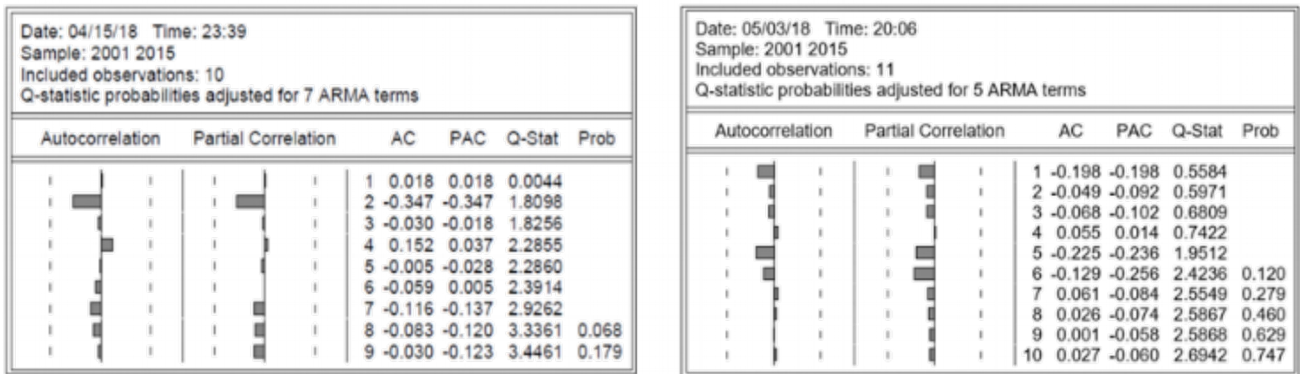 Date: 04/15/18 Time: 23:39
Sample: 2001 2015
Included observations: 10
Q-statistic probabilities adjusted for 7 ARMA terms
Autocorrelation Partial Correlation AC PAC Q-Stat Prob
1 0.018 0.018 0.0044
2 -0.347 -0.347 1.8098
3 -0.030 -0.018 1.8256
4 0.152 0.037 2.2855
5 -0.005 -0.028 2.2860
6 -0.059 0.005 2.3914
7 -0.116 -0.137 2.9262
8 -0.083 -0.120 3.3361 0.068
9 -0.030 -0.123 3.4461 0.179
Date: 05/03/18 Time: 20:06
Sample: 2001 2015
Included observations: 11
Q-statistic probabilities adjusted for 5 ARMA terms
Autocorrelation Partial Correlation AC PAC Q-Stat Prob
1 -0.198 -0.198 0.5584
2 -0.049 -0.092 0.5971
3 -0.068 -0.102 0.6809
4 0.055 0.014 0.7422
5 -0.225 -0.236 1.9512
6 -0.129 -0.256 2.4236 0.120
7 0.061 -0.084 2.5549 0.279
8 0.026 -0.074 2.5867 0.460
9 0.001 -0.058 2.5868 0.629
10 0.027 -0.060 2.6942 0.747